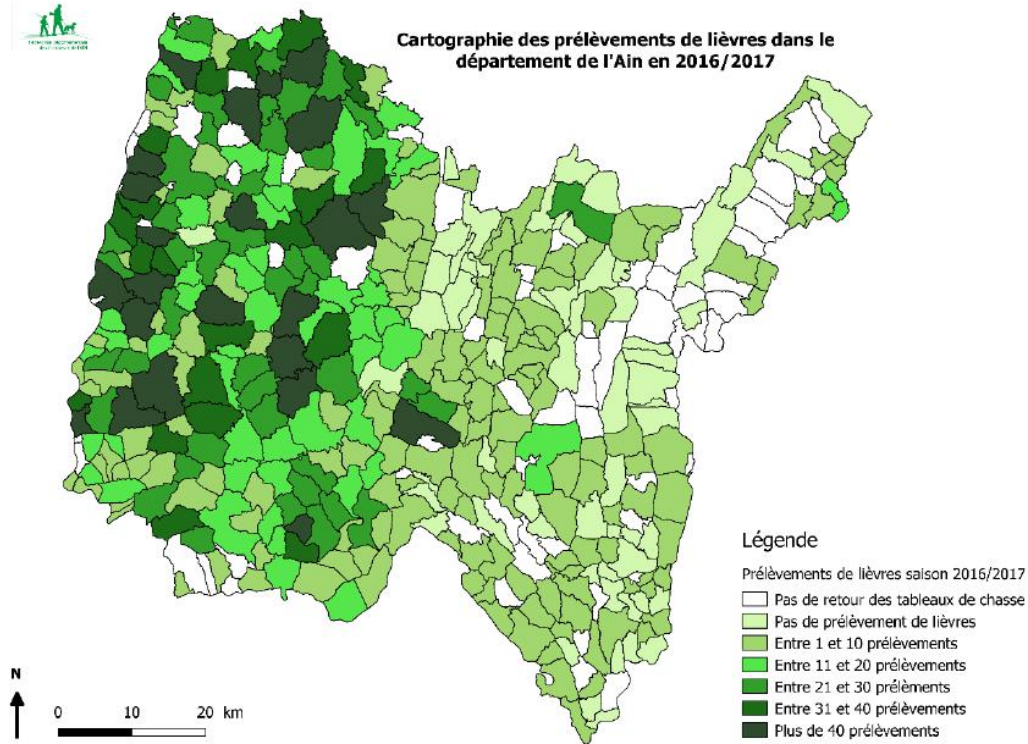 Cartographie des prélèvements de lièvres dans le
département de l'Ain en 2016/2017
Légende
Prélèvements de lièvres saison 2016/2017
Pas de retour des tableaux de chasse
Pas de prélèvement de lièvres
Entre 1 et 10 prélèvements
Entre 11 et 20 prélèvements
Entre 21 et 30 prélèments
Entre 31 et 40 prélèvements
Plus de 40 prélèvements
N
0 10 20 km